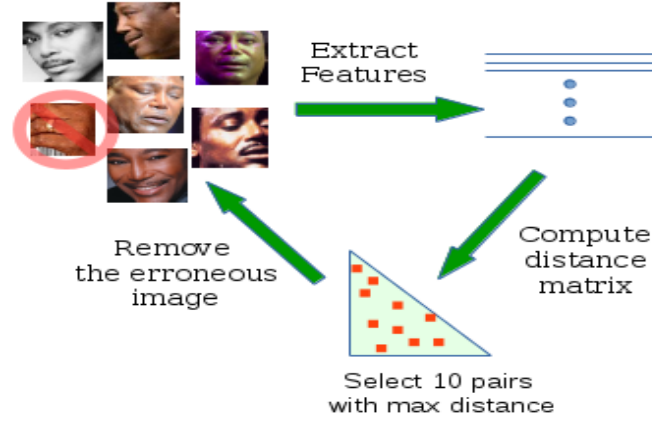 Extract
Features
Compute
distance
matrix
Remove
the erroneous
image
Select 10 pairs
with max distance